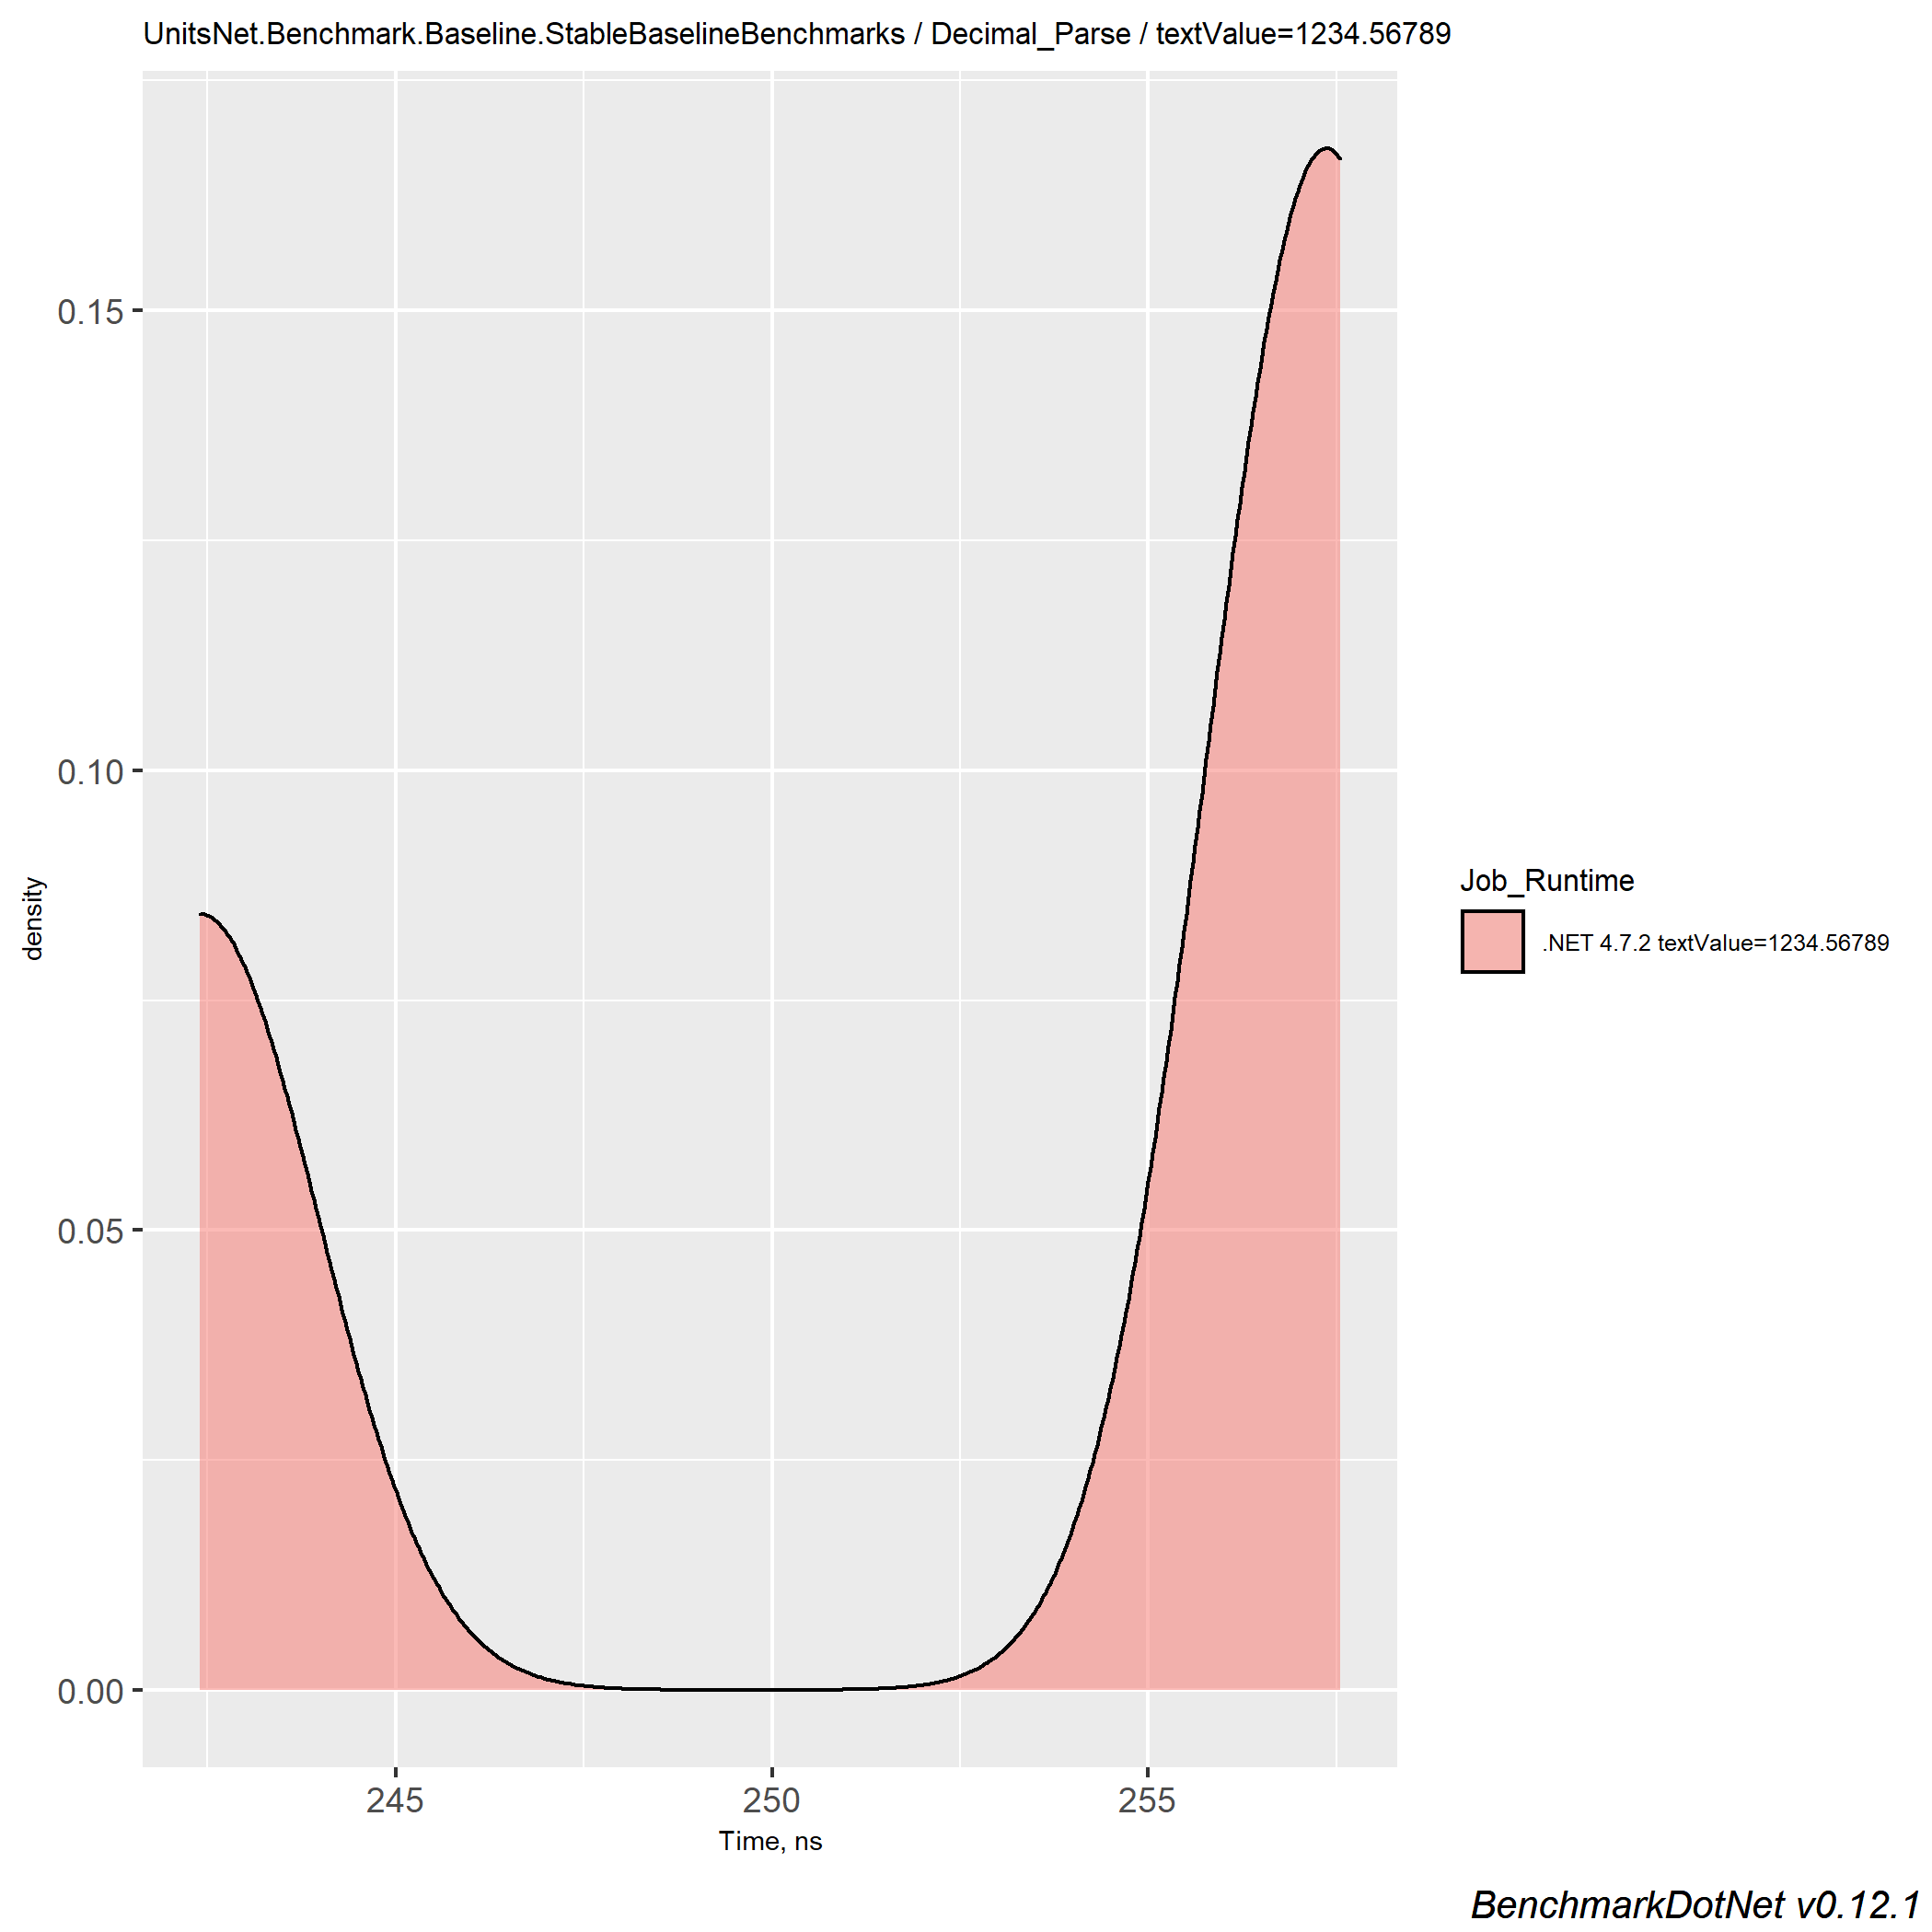 UnitsNet.Benchmark.Baseline.StableBaselineBenchmarks / Decimal_Parse / textValue=1234.56789
0.15
0.10
0.05
0.00
density
245 250 255
Time, ns
Job_Runtime
.NET 4.7.2 textValue=1234.56789
BenchmarkDotNet v0.12.1